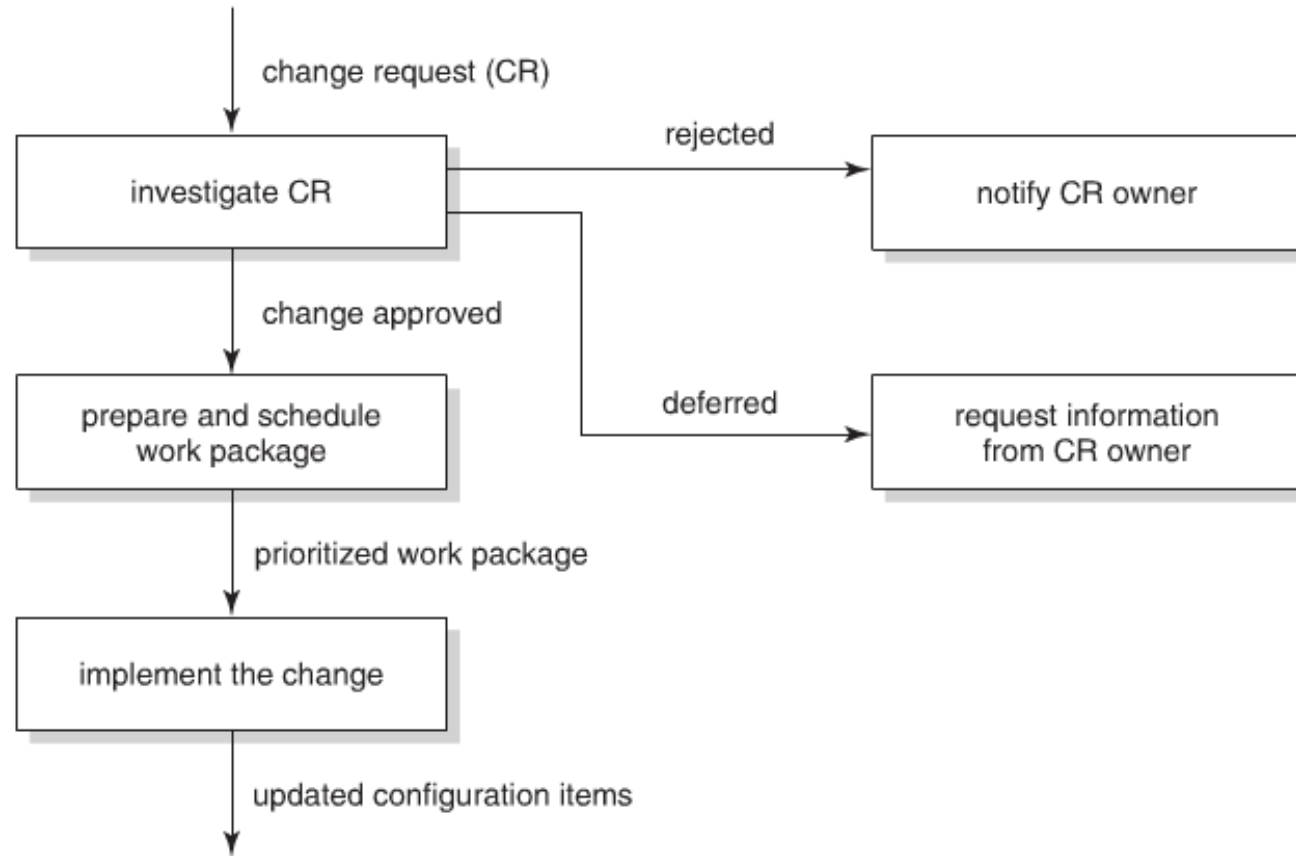 change request (CR)
rejected
investigate CR
notify CR owner
change approved
deferred
prepare and schedule
work package
request information
from CR owner
prioritized work package
implement the change
updated configuration items